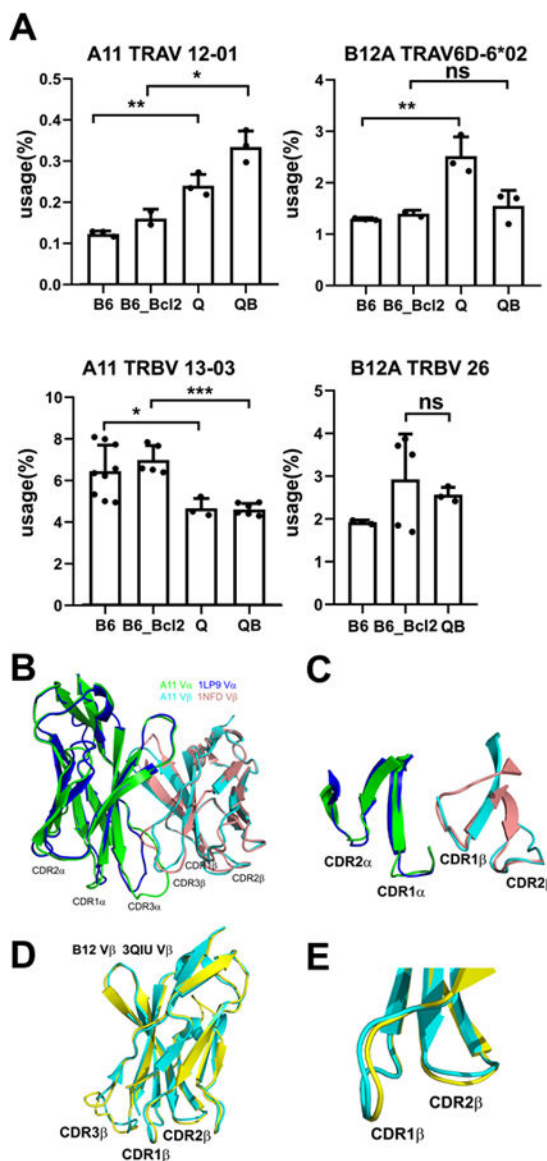 A
A11 TRAV 12-01
B12A TRAV6D-6*02
usage(%)
0.5
0.4
0.3
0.2
0.1
0.0
**
*
B6
B6_Bcl2
Q
QB
usage(%)
4
3
2
1
0
**
ns
B6
B6_Bcl2
Q
QB
A11 TRBV 13-03
B12A TRBV 26
usage(%)
10
8
6
4
2
0
*
***
B6
B6_Bcl2
Q
QB
usage(%)
5
4
3
2
1
0
ns
B6
B6_Bcl2
QB
B
A11 Vα 1LP9 Vα
A11 Vβ 1NFD Vβ
CDR2α
CDR1α
CDR3α
CDR3β
CDR1β
CDR2β
C
CDR2α
CDR1α
CDR1β
CDR2β
D
B12 Vβ 3QIU Vβ
CDR3β
CDR1β
CDR2β
E
CDR1β
CDR2β